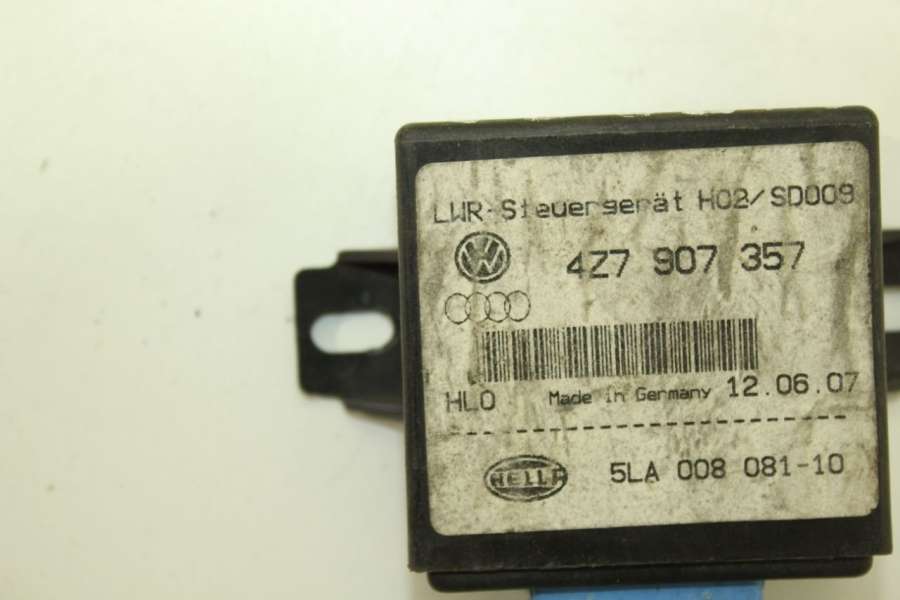 LWR-Steuergerät H02/SD009
4Z7 907 357
HLO Made in Germany 12.06.07
HELLA 5LA 008 081-10